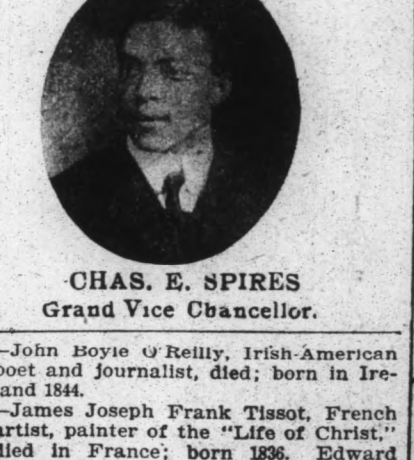 CHAS. E. SPIRES
Grand Vice Chancellor.
—John Boyle O'Reilly, Irish-American
poet and journalist, died; born in Ire-
land 1844.
—James Joseph Frank Tissot, French
artist, painter of the "Life of Christ,"
died in France; born 1836. Edward